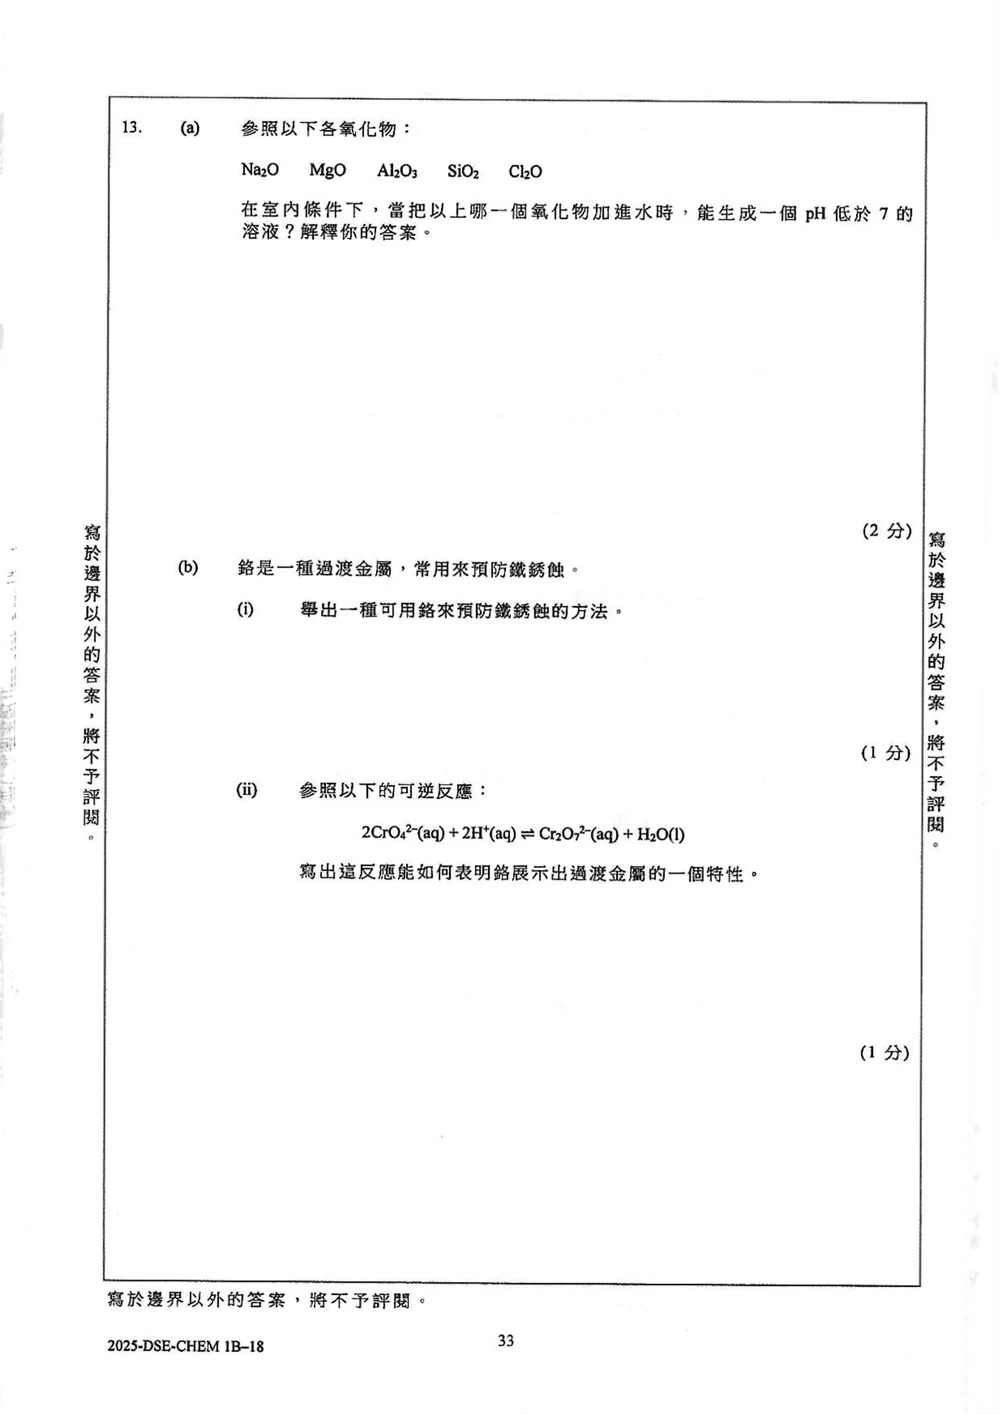 13. (a) 參照以下各氧化物：
Na₂O MgO Al₂O₃ SiO₂ Cl₂O
在室內條件下，當把以上哪一個氧化物加進水時，能生成一個 pH 低於 7 的
溶液？解釋你的答案。
(2 分)
(b) 鉻是一種過渡金屬，常用來預防鐵銹蝕。
(i) 舉出一種可用鉻來預防鐵銹蝕的方法。
(1 分)
(ii) 參照以下的可逆反應：
2CrO₄²⁻(aq) + 2H⁺(aq) ⇌ Cr₂O₇²⁻(aq) + H₂O(l)
寫出這反應能如何表明鉻展示出過渡金屬的一個特性。
(1 分)
寫於邊界以外的答案，將不予評閱。
寫於邊界以外的答案，將不予評閱。
寫於邊界以外的答案，將不予評閱。
2025-DSE-CHEM 1B–18
33